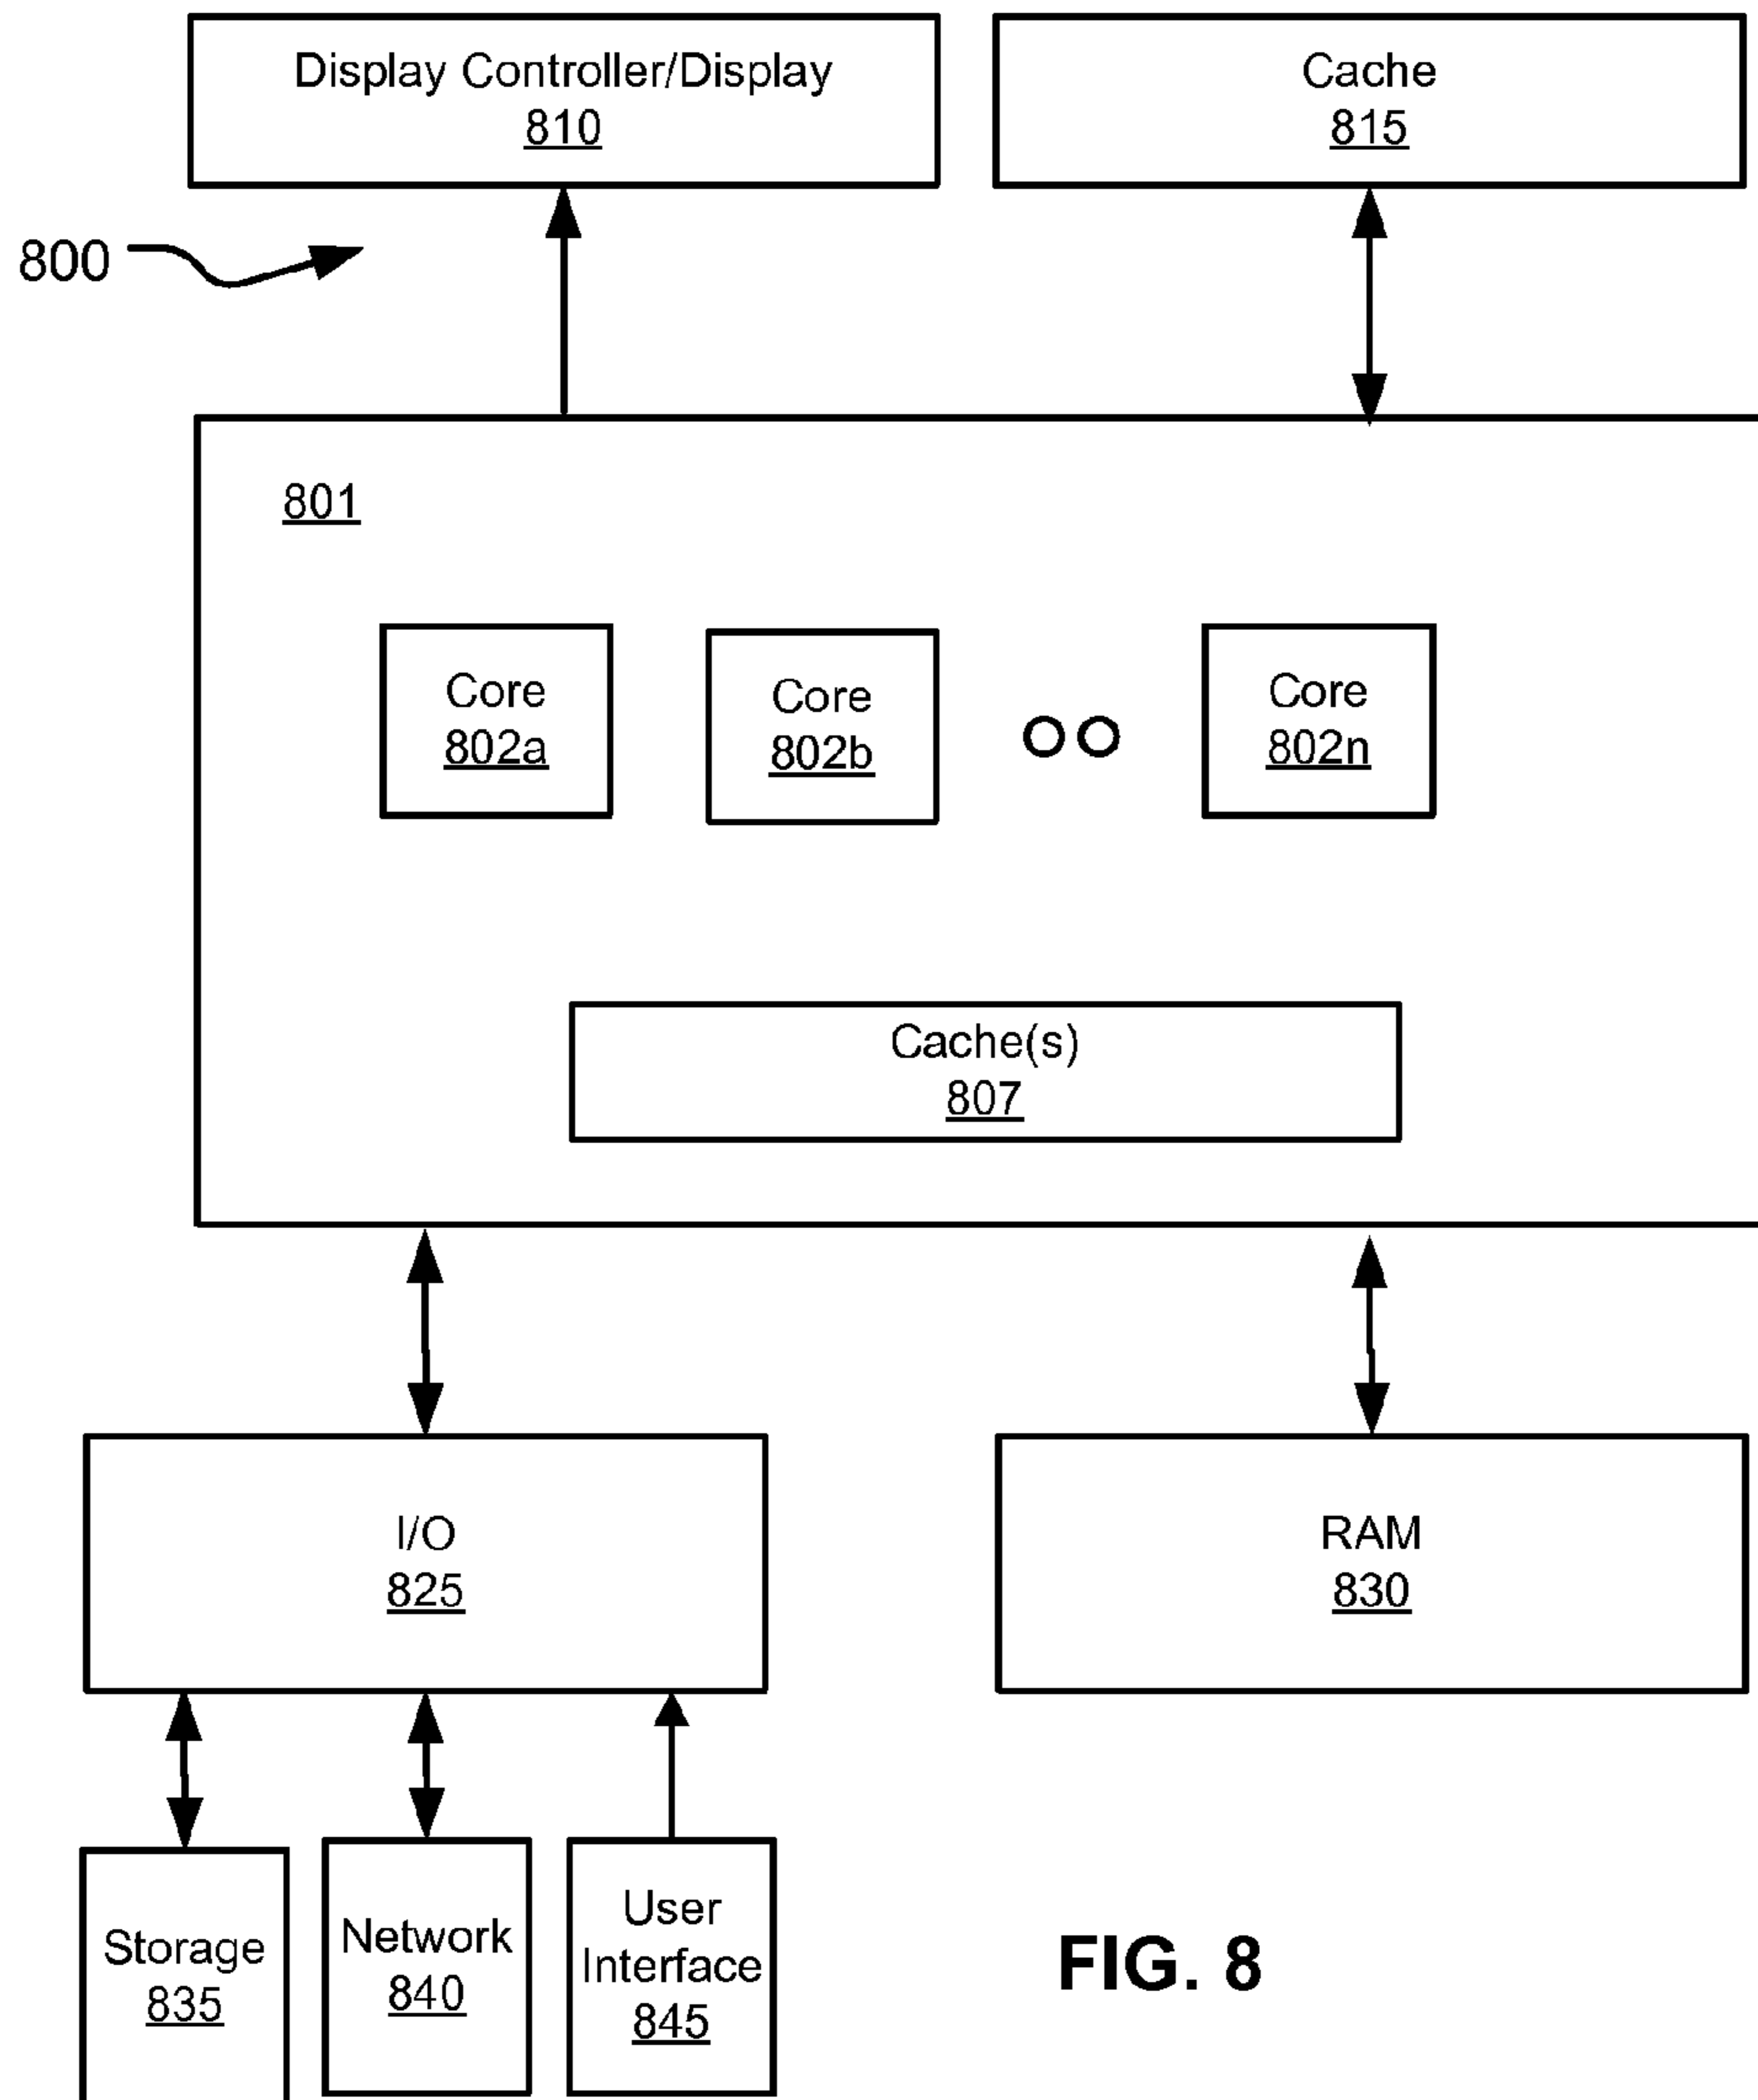 Display Controller/Display
810
Cache
815
800
801
Core
802a
Core
802b
Core
802n
Cache(s)
807
I/O
825
RAM
830
Storage
835
Network
840
User
Interface
845
FIG. 8